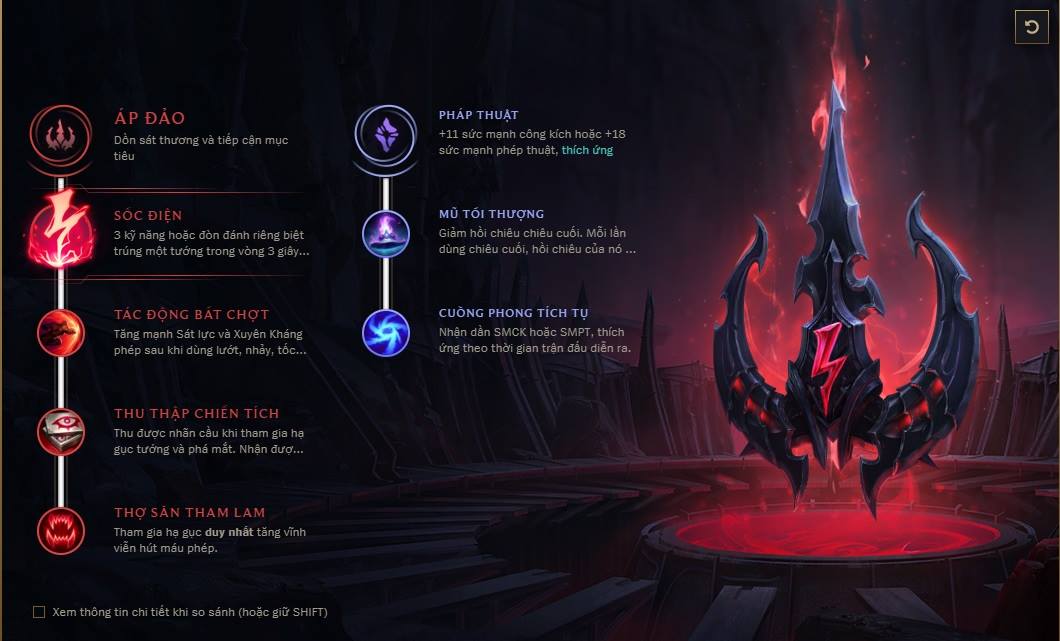 ÁP ĐẢO
Dồn sát thương và tiếp cận mục
tiêu
SỐC ĐIỆN
3 kỹ năng hoặc đòn đánh riêng biệt
trúng một tướng trong vòng 3 giây...
TÁC ĐỘNG BẤT CHỢT
Tăng mạnh Sát lực và Xuyên Kháng
phép sau khi dùng lướt, nhảy, tốc...
THU THẬP CHIẾN TÍCH
Thu được nhãn cầu khi tham gia hạ
gục tướng và phá mắt. Nhận đượ...
THỢ SĂN THAM LAM
Tham gia hạ gục duy nhất tăng vĩnh
viễn hút máu phép.
PHÁP THUẬT
+11 sức mạnh công kích hoặc +18
sức mạnh phép thuật, thích ứng
MŨ TỐI THƯỢNG
Giảm hồi chiêu chiêu cuối. Mỗi lần
dùng chiêu cuối, hồi chiêu của nó ...
CUỒNG PHONG TÍCH TỤ
Nhận dần SMCK hoặc SMPT, thích
ứng theo thời gian trận đấu diễn ra.
Xem thông tin chi tiết khi so sánh (hoặc giữ SHIFT)